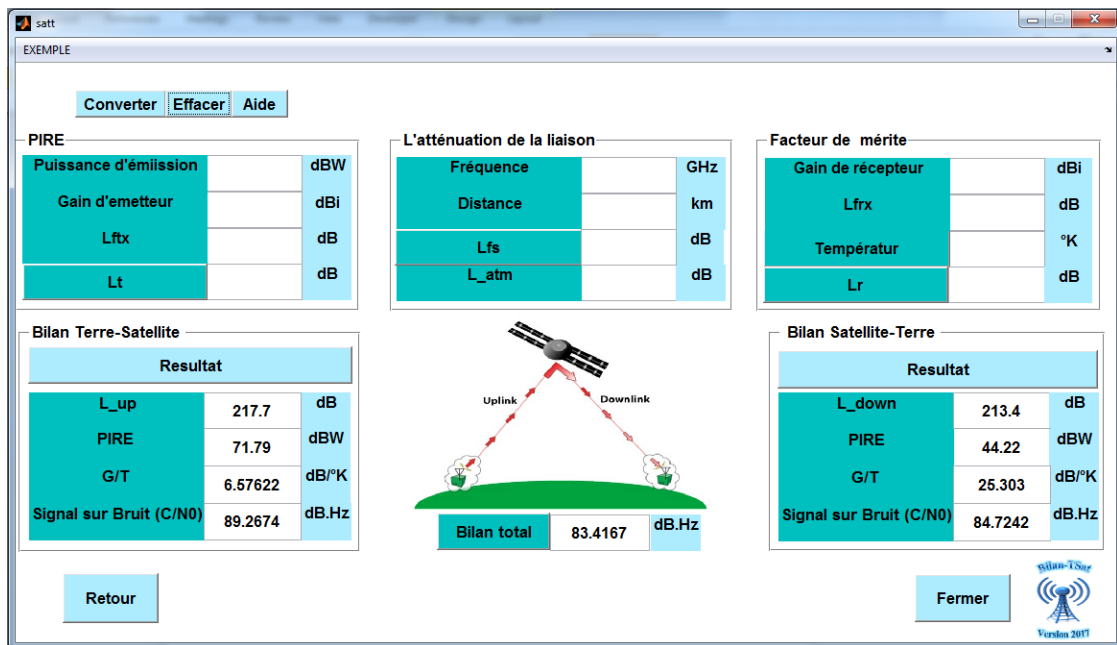 satt
EXEMPLE
Converter Effacer Aide
PIRE
Puissance d'émiission dBW
Gain d'emetteur dBi
Lftx dB
Lt dB
L'atténuation de la liaison
Fréquence GHz
Distance km
Lfs dB
L_atm dB
Facteur de mérite
Gain de récepteur dBi
Lfrx dB
Températur °K
Lr dB
Bilan Terre-Satellite
Resultat
L_up 217.7 dB
PIRE 71.79 dBW
G/T 6.57622 dB/°K
Signal sur Bruit (C/N0) 89.2674 dB.Hz
Uplink Downlink
Bilan total 83.4167 dB.Hz
Bilan Satellite-Terre
Resultat
L_down 213.4 dB
PIRE 44.22 dBW
G/T 25.303 dB/°K
Signal sur Bruit (C/N0) 84.7242 dB.Hz
Retour
Fermer
Bilan-TSat
Version 2017